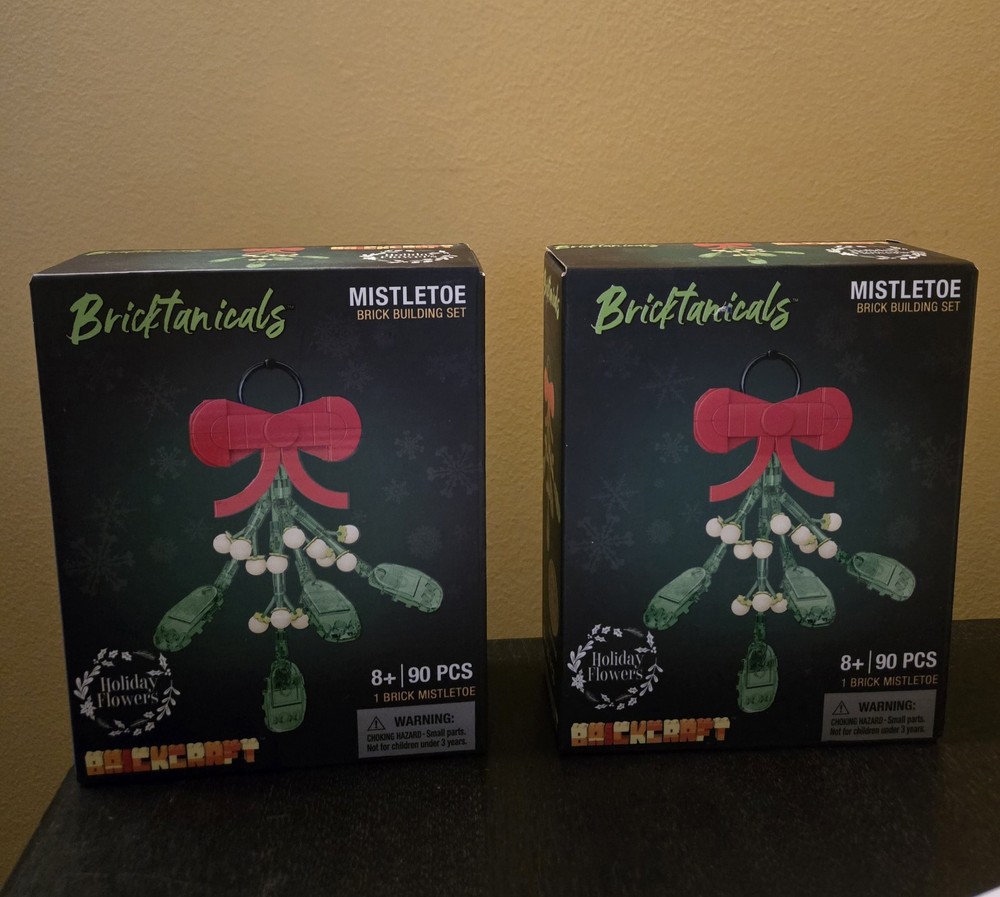 Bricktanicals™
MISTLETOE
BRICK BUILDING SET
Holiday
Flowers
8+ | 90 PCS
1 BRICK MISTLETOE
WARNING:
CHOKING HAZARD - Small parts.
Not for children under 3 years.
BRICKCRAFT
Bricktanicals™
MISTLETOE
BRICK BUILDING SET
Holiday
Flowers
8+ | 90 PCS
1 BRICK MISTLETOE
WARNING:
CHOKING HAZARD - Small parts.
Not for children under 3 years.
BRICKCRAFT